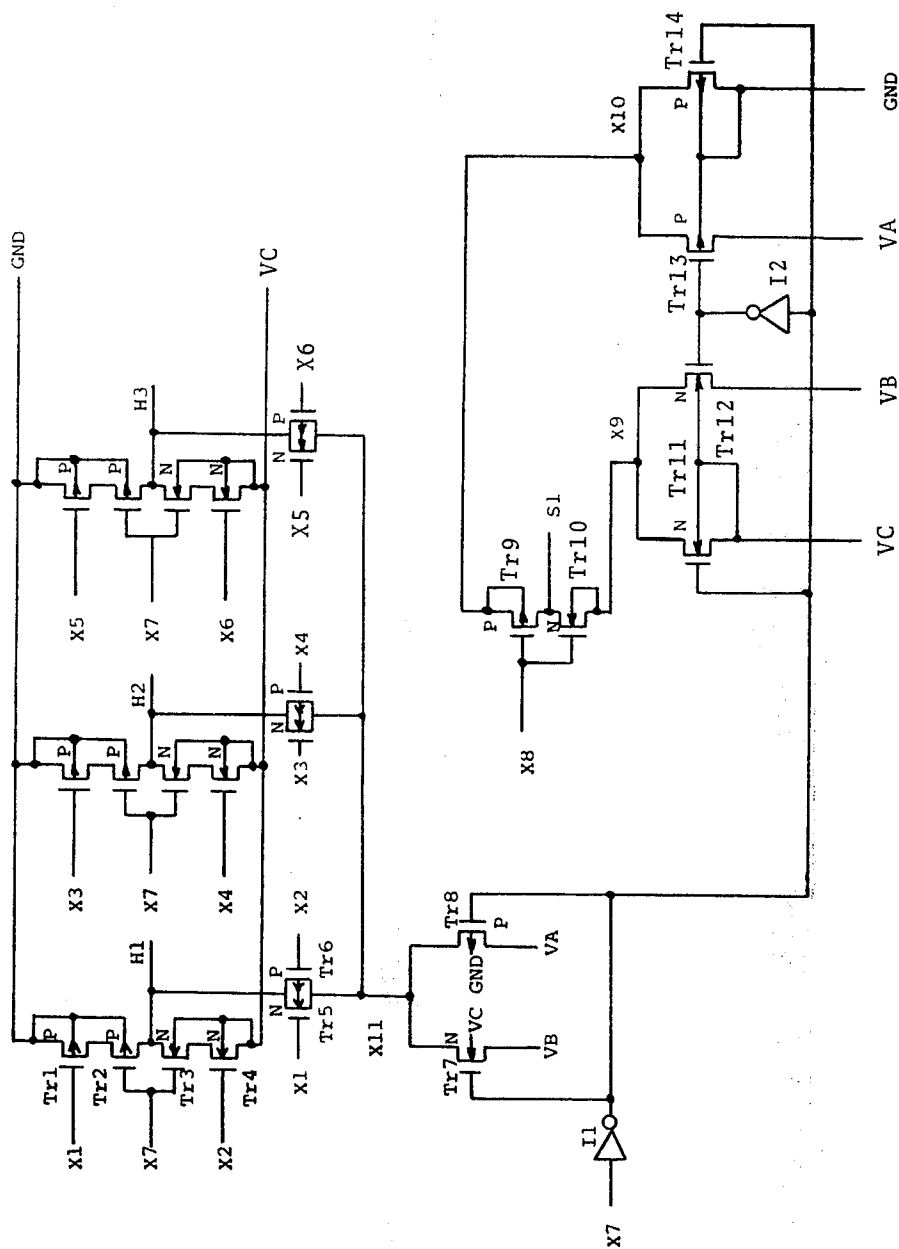 GND
X1
Tr1
P
P
Tr2
X7
H1
N
Tr3
N
X2
Tr4
X3
P
P
X7
H2
N
N
X4
X5
P
P
X7
H3
N
N
X6
VC
X1
N
Tr5
P
Tr6
X2
X3
N
P
X4
X5
N
P
X6
X11
Tr7
N
VC
VB
GND
Tr8
P
VA
X7
I1
X8
P
Tr9
S1
N
Tr10
X9
N
Tr11
VC
N
Tr12
VB
I2
X10
Tr13
P
VA
P
Tr14
GND